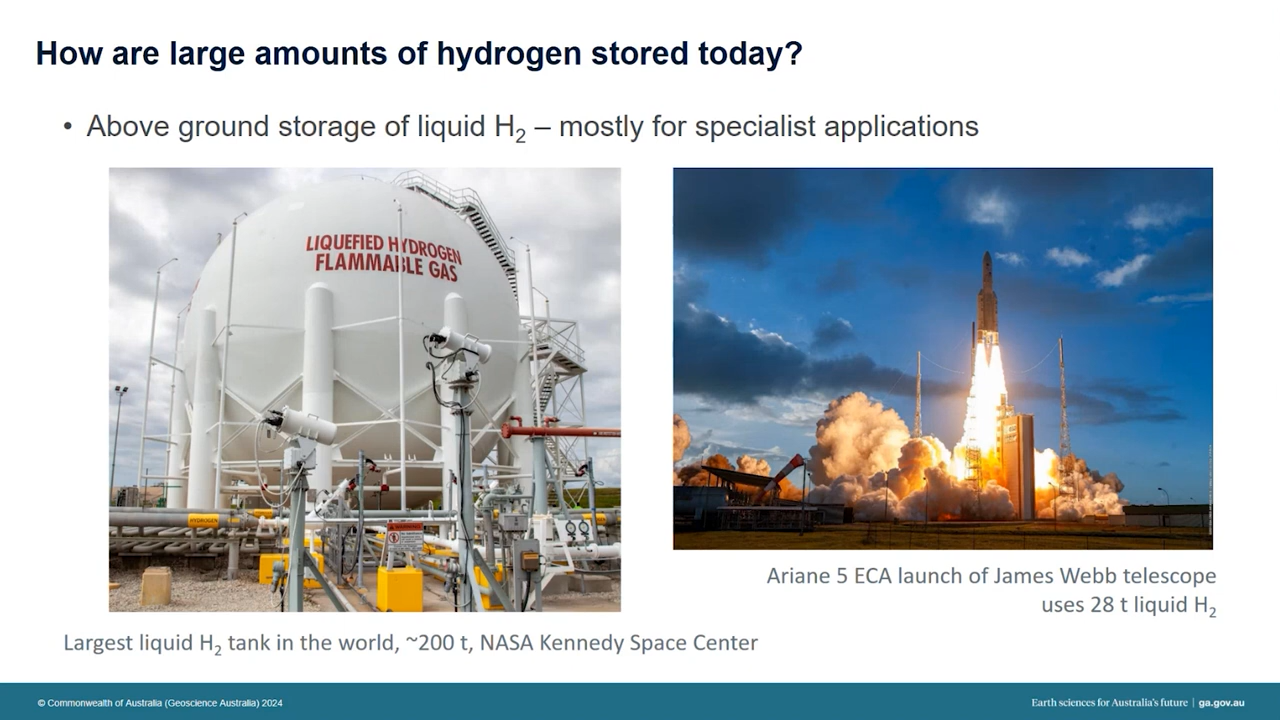 How are large amounts of hydrogen stored today?
• Above ground storage of liquid H₂ – mostly for specialist applications
LIQUEFIED HYDROGEN
FLAMMABLE GAS
HYDROGEN
Ariane 5 ECA launch of James Webb telescope
uses 28 t liquid H₂
Largest liquid H₂ tank in the world, ~200 t, NASA Kennedy Space Center
© Commonwealth of Australia (Geoscience Australia) 2024
Earth sciences for Australia's future | ga.gov.au